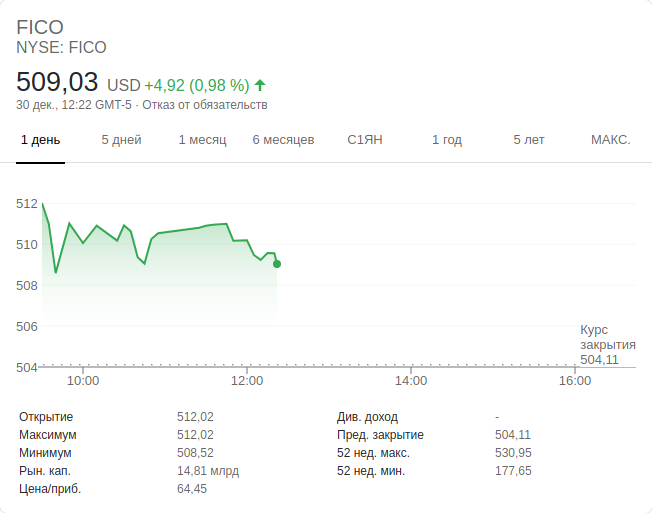 FICO
NYSE: FICO
509,03 USD +4,92 (0,98 %)
30 дек., 12:22 GMT-5 · Отказ от обязательств
1 день 5 дней 1 месяц 6 месяцев С1ЯН 1 год 5 лет МАКС.
512
510
508
506
504
Курс
закрытия
504,11
10:00 12:00 14:00 16:00
Открытие 512,02 Див. доход -
Максимум 512,02 Пред. закрытие 504,11
Минимум 508,52 52 нед. макс. 530,95
Рын. кап. 14,81 млрд 52 нед. мин. 177,65
Цена/приб. 64,45